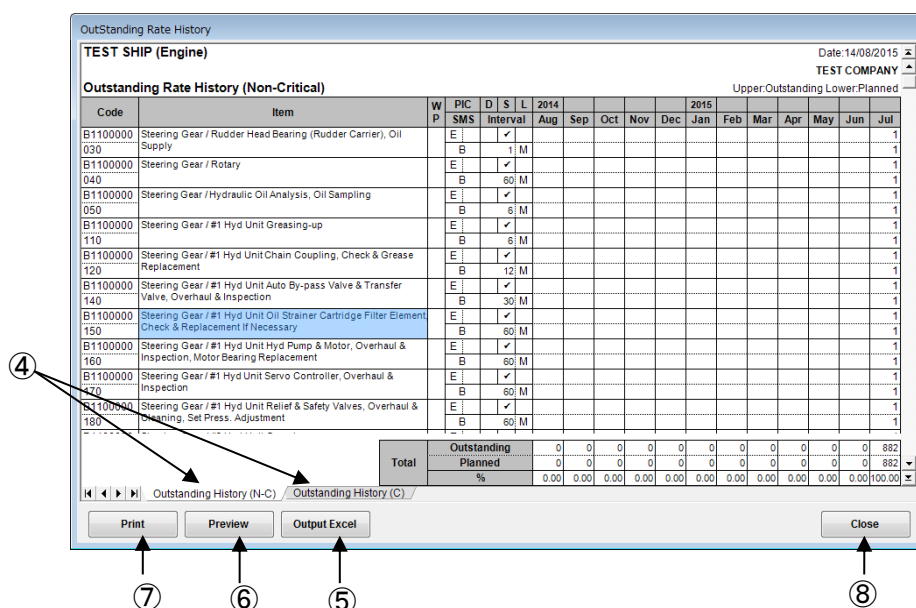 OutStanding Rate History
TEST SHIP (Engine) Date:14/08/2015
TEST COMPANY
Outstanding Rate History (Non-Critical) Upper:Outstanding Lower:Planned
Code Item W P PIC D S L 2014 2015
SMS Interval Aug Sep Oct Nov Dec Jan Feb Mar Apr May Jun Jul
B1100000 Steering Gear / Rudder Head Bearing (Rudder Carrier), Oil E ✔ 1
030 Supply B 1 M 1
B1100000 Steering Gear / Rotary E ✔ 1
040 B 60 M 1
B1100000 Steering Gear / Hydraulic Oil Analysis, Oil Sampling E ✔ 1
050 B 6 M 1
B1100000 Steering Gear / #1 Hyd Unit Greasing-up E ✔ 1
110 B 6 M 1
B1100000 Steering Gear / #1 Hyd Unit Chain Coupling, Check & Grease E ✔ 1
120 Replacement B 12 M 1
B1100000 Steering Gear / #1 Hyd Unit Auto By-pass Valve & Transfer E ✔ 1
140 Valve, Overhaul & Inspection B 30 M 1
B1100000 Steering Gear / #1 Hyd Unit Oil Strainer Cartridge Filter Element, E ✔ 1
150 Check & Replacement If Necessary B 60 M 1
B1100000 Steering Gear / #1 Hyd Unit Hyd Pump & Motor, Overhaul & E ✔ 1
160 Inspection, Motor Bearing Replacement B 60 M 1
B1100000 Steering Gear / #1 Hyd Unit Servo Controller, Overhaul & E ✔ 1
170 Inspection B 60 M 1
B1100000 Steering Gear / #1 Hyd Unit Relief & Safety Valves, Overhaul & E ✔ 1
180 Cleaning, Set Press. Adjustment B 60 M 1
Total Outstanding 0 0 0 0 0 0 0 0 0 0 0 882
Planned 0 0 0 0 0 0 0 0 0 0 0 882
% 0.00 0.00 0.00 0.00 0.00 0.00 0.00 0.00 0.00 0.00 0.00 100.00
Outstanding History (N-C) Outstanding History (C)
Print Preview Output Excel Close
④
⑦ ⑥ ⑤ ⑧